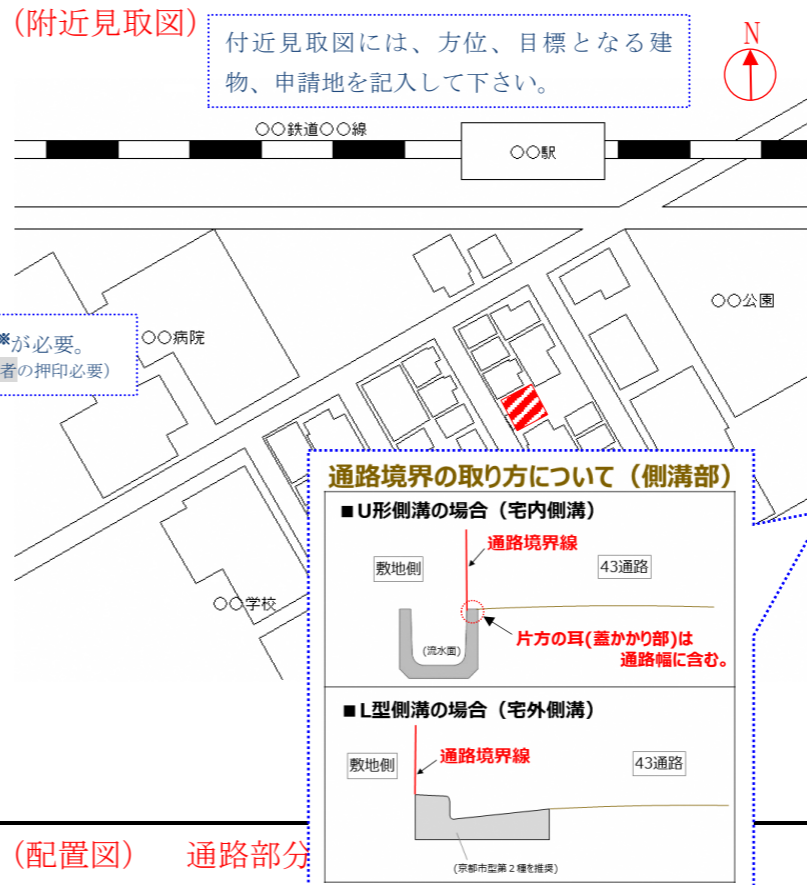 (附近見取図)
付近見取図には、方位、目標となる建
物、申請地を記入して下さい。
N
○○鉄道○○線
○○駅
○○公園
※が必要。
者の押印必要)
○○病院
○○学校
通路境界の取り方について（側溝部）
■U形側溝の場合（宅内側溝）
通路境界線
敷地側
43通路
片方の耳(蓋かかり部)は
通路幅に含む。
(流水面)
■L型側溝の場合（宅外側溝）
通路境界線
敷地側
43通路
(京都市型第2種を推奨)
(配置図) 通路部分